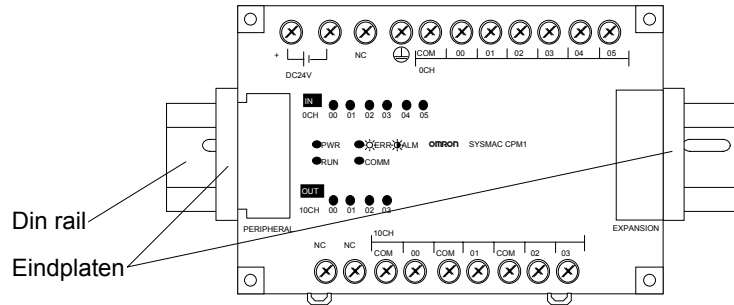 + NC COM 00 01 02 03 04 05
DC24V 0CH
IN
0CH 00 01 02 03 04 05
PWR ERR ALM OMRON SYSMAC CPM1
RUN COMM
OUT
10CH 00 01 02 03
Din rail
PERIPHERAL EXPANSION
10CH
NC NC COM 00 01 COM 02 03
COM
Eindplaten